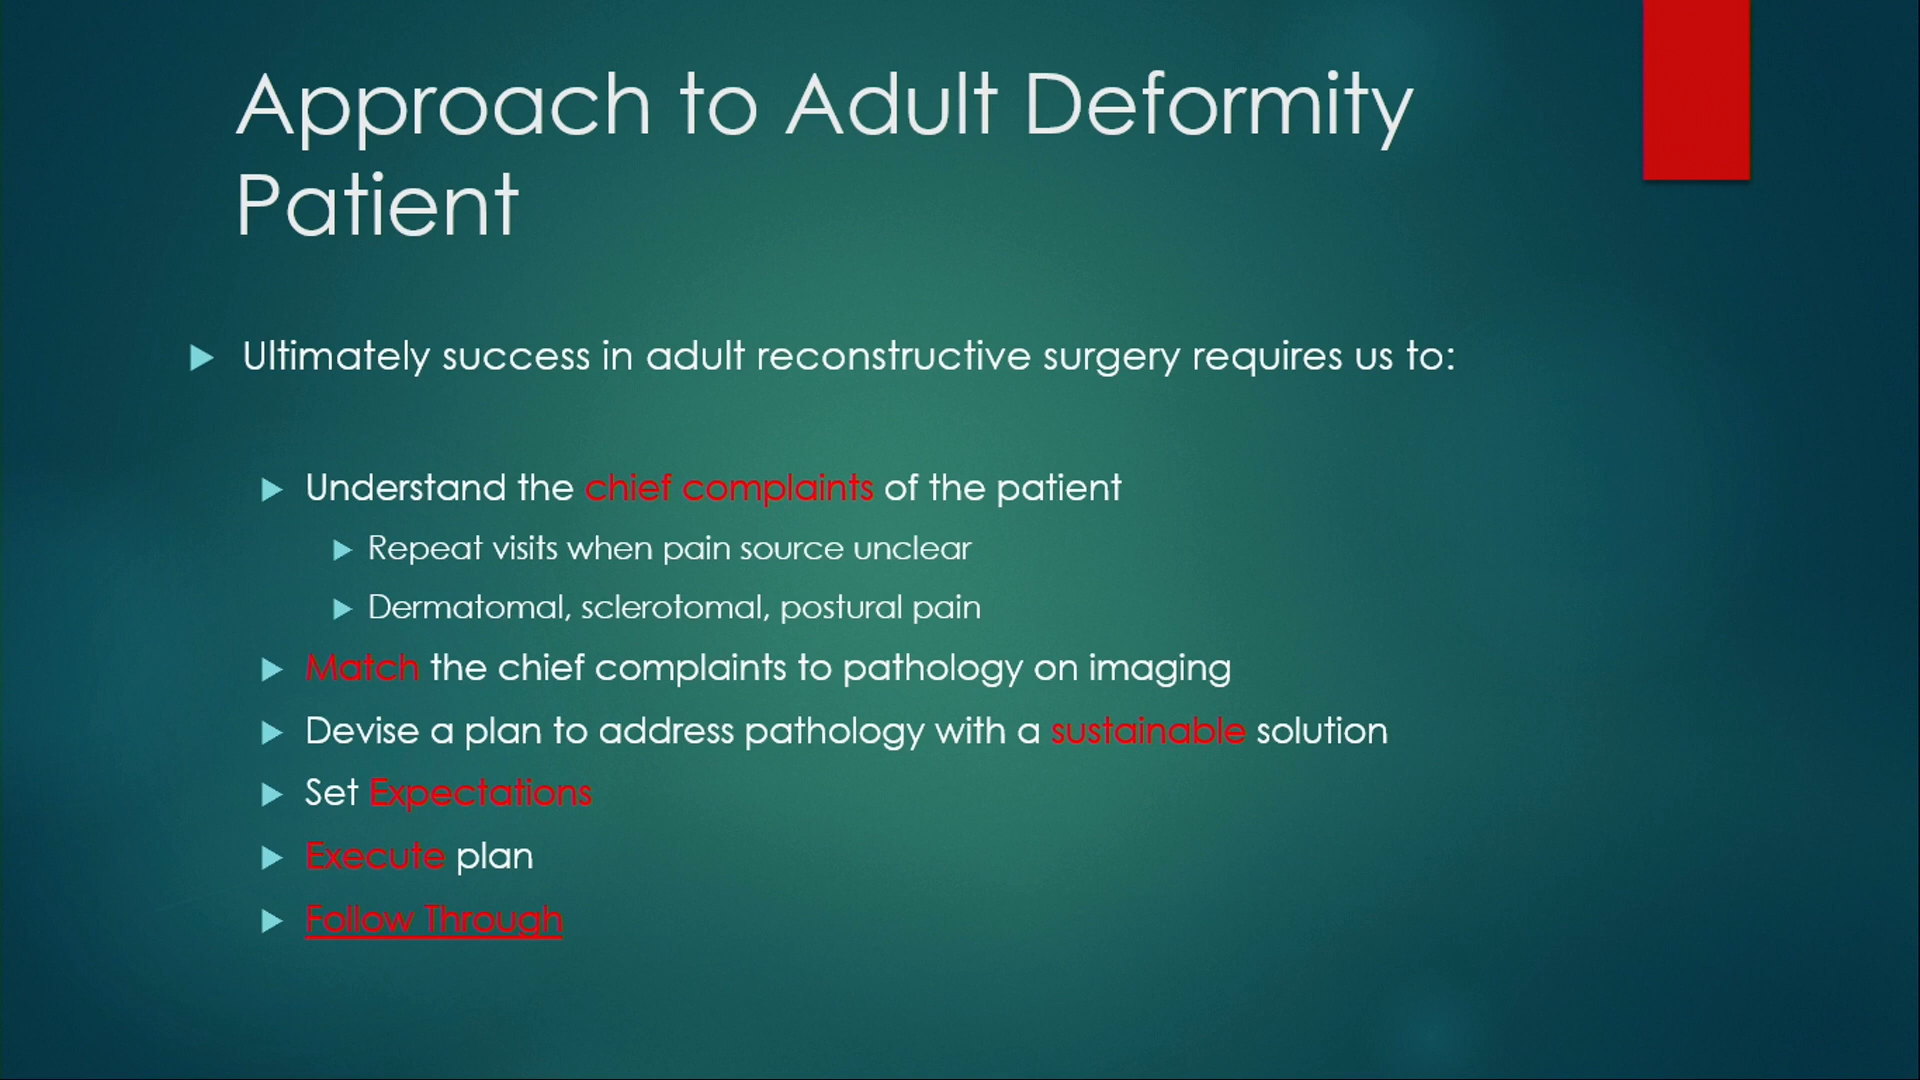 Approach to Adult Deformity
Patient
Ultimately success in adult reconstructive surgery requires us to:
Understand the chief complaints of the patient
Repeat visits when pain source unclear
Dermatomal, sclerotomal, postural pain
Match the chief complaints to pathology on imaging
Devise a plan to address pathology with a sustainable solution
Set Expectations
Execute plan
Follow Through